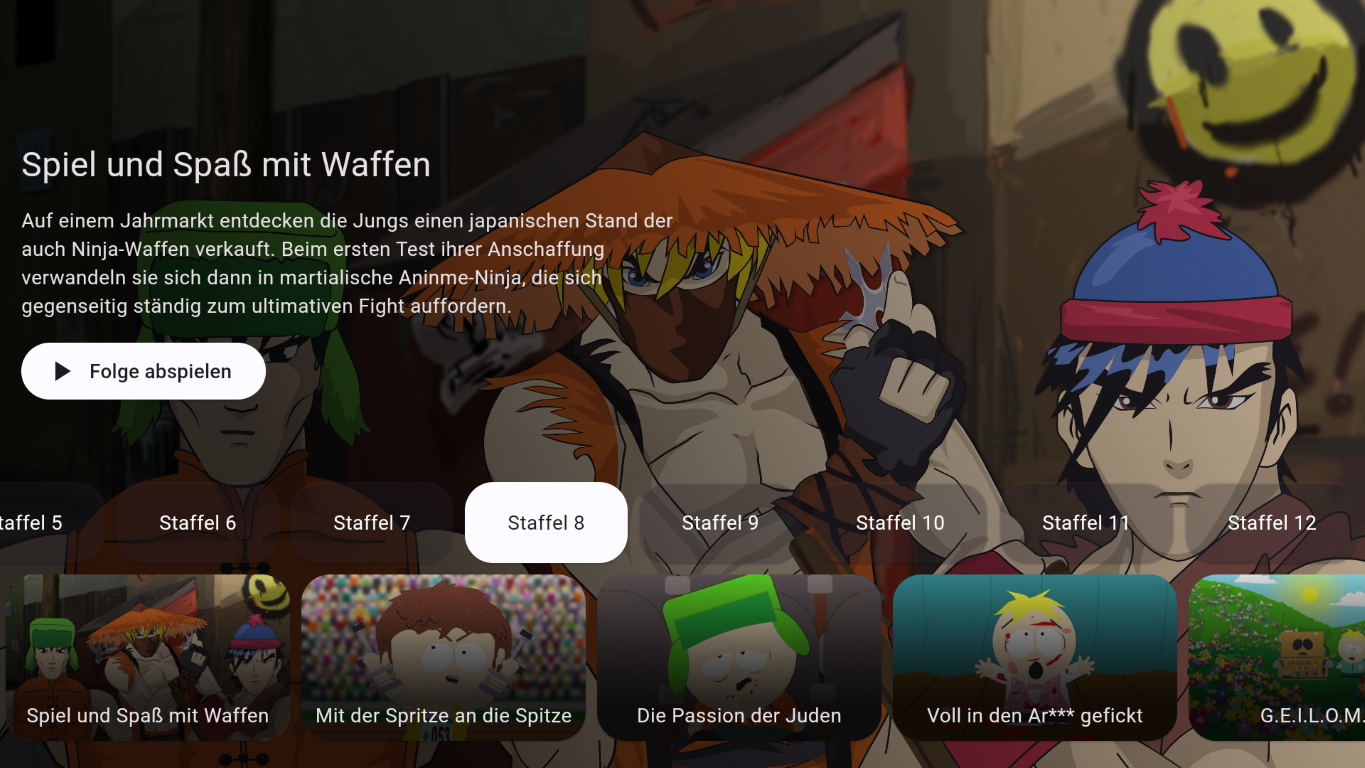 Spiel und Spaß mit Waffen
Auf einem Jahrmarkt entdecken die Jungs einen japanischen Stand der
auch Ninja-Waffen verkauft. Beim ersten Test ihrer Anschaffung
verwandeln sie sich dann in martialische Aninme-Ninja, die sich
gegenseitig ständig zum ultimativen Fight auffordern.
Folge abspielen
taffel 5 Staffel 6 Staffel 7 Staffel 8 Staffel 9 Staffel 10 Staffel 11 Staffel 12
Spiel und Spaß mit Waffen Mit der Spritze an die Spitze Die Passion der Juden Voll in den Ar*** gefickt G.E.I.L.O.M.
053